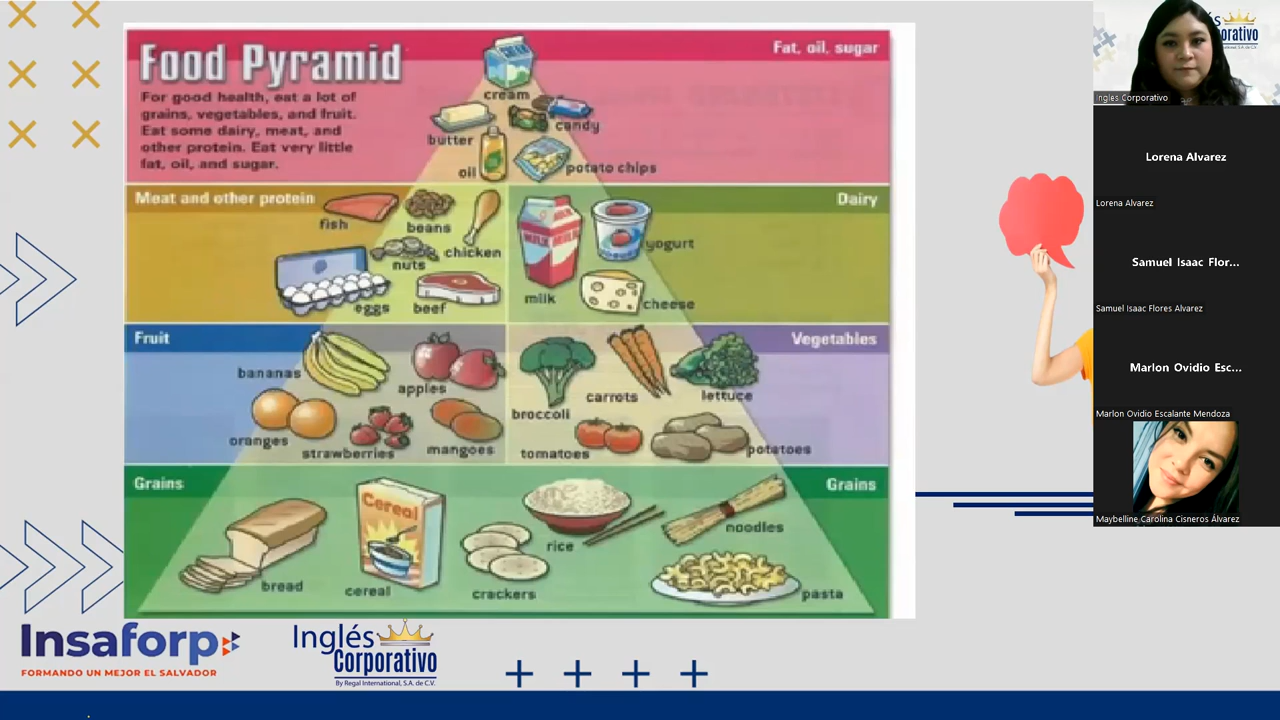 Food Pyramid
For good health, eat a lot of
grains, vegetables, and fruit.
Eat some dairy, meat, and
other protein. Eat very little
fat, oil, and sugar.
Fat, oil, sugar
cream
butter
candy
oil
potato chips
Meat and other protein
fish
beans
chicken
nuts
eggs
beef
Dairy
MILK
yogurt
milk
cheese
Fruit
bananas
apples
oranges
strawberries
mangoes
Vegetables
broccoli
carrots
lettuce
tomatoes
potatoes
Grains
Grains
Cereal
bread
cereal
crackers
rice
noodles
pasta
Insaforp
FORMANDO UN MEJOR EL SALVADOR
Inglés
Corporativo
By Regal International, S.A. de C.V.
Ingles Corporativo
Lorena Alvarez
Lorena Alvarez
Samuel Isaac Flor...
Samuel Isaac Flores Alvarez
Marlon Ovidio Esc...
Marlon Ovidio Escalante Mendoza
Maybelline Carolina Cisneros Álvarez